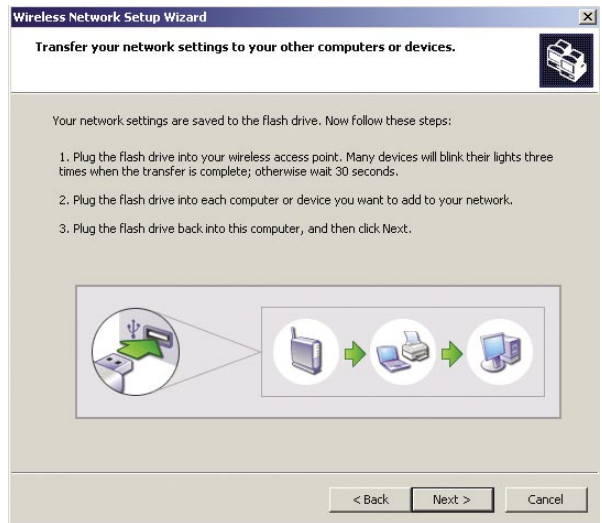 Wireless Network Setup Wizard
Transfer your network settings to your other computers or devices.
Your network settings are saved to the flash drive. Now follow these steps:
1. Plug the flash drive into your wireless access point. Many devices will blink their lights three
times when the transfer is complete; otherwise wait 30 seconds.
2. Plug the flash drive into each computer or device you want to add to your network.
3. Plug the flash drive back into this computer, and then click Next.
< Back Next > Cancel